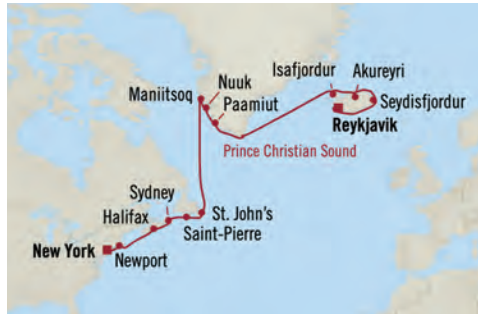 Isafjordur
Akureyri
Nuuk
Maniitsoq
Paamiut
Seydisfjordur
Reykjavik
Prince Christian Sound
Sydney
Halifax
St. John's
Saint-Pierre
New York
Newport